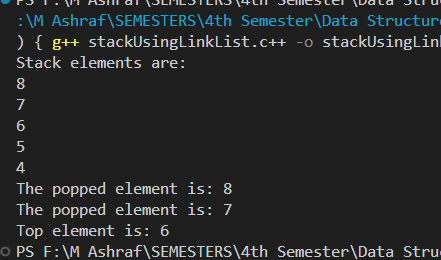 PS F:\M Ashraf\SEMESTERS\4th Semester\Data Stru
:\M Ashraf\SEMESTERS\4th Semester\Data Structure
) { g++ stackUsingLinkList.c++ -o stackUsingLin
Stack elements are:
8
7
6
5
4
The popped element is: 8
The popped element is: 7
Top element is: 6
PS F:\M Ashraf\SEMESTERS\4th Semester\Data Stru